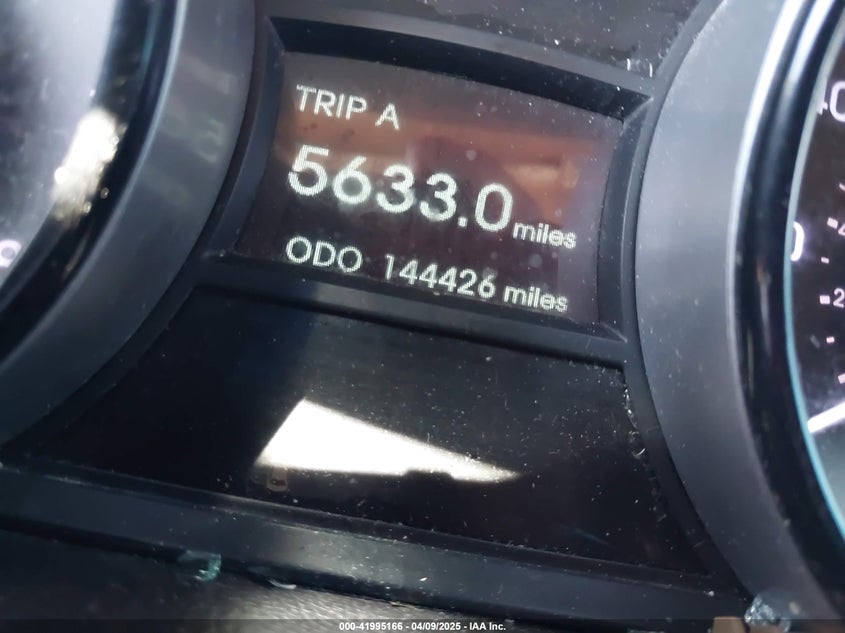 TRIP A
5633.0 miles
ODO 144426 miles
000-41995166 | 04/09/2025 - IAA Inc.